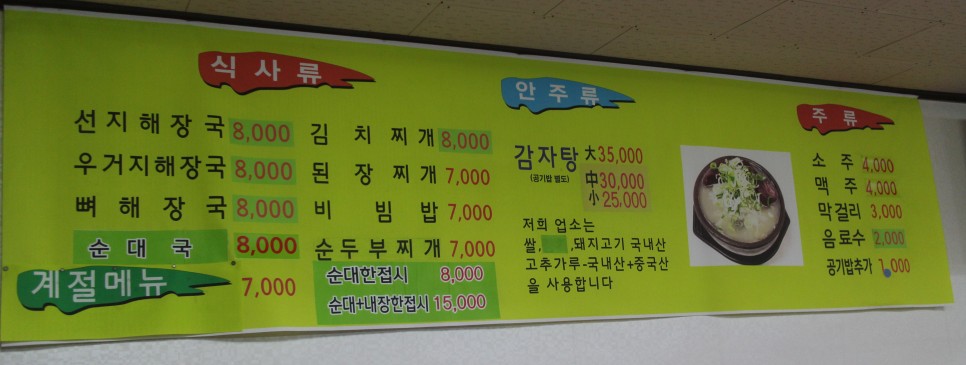 식사류
선지해장국 8,000
우거지해장국 8,000
뼈해장국 8,000
순대국 8,000
계절메뉴 7,000
김치찌개 8,000
된장찌개 7,000
비빔밥 7,000
순두부찌개 7,000
순대한접시 8,000
순대+내장한접시 15,000
안주류
감자탕 大 35,000
(공기밥 별도) 中 30,000
小 25,000
저희 업소는
쌀, ,돼지고기 국내산
고추가루-국내산+중국산
을 사용합니다
주류
소주 4,000
맥주 4,000
막걸리 3,000
음료수 2,000
공기밥추가 1,000